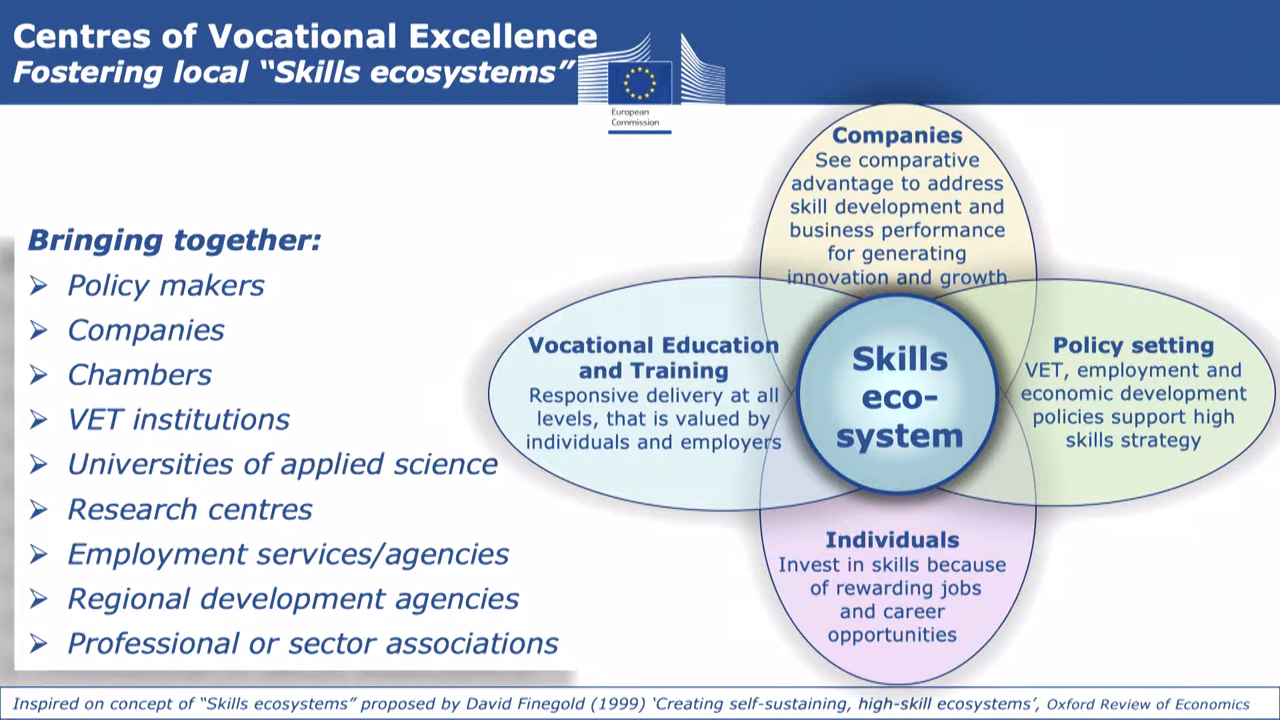 Centres of Vocational Excellence
Fostering local “Skills ecosystems”
European
Commission
Bringing together:
Policy makers
Companies
Chambers
VET institutions
Universities of applied science
Research centres
Employment services/agencies
Regional development agencies
Professional or sector associations
Companies
See comparative
advantage to address
skill development and
business performance
for generating
innovation and growth
Vocational Education
and Training
Responsive delivery at all
levels, that is valued by
individuals and employers
Skills
eco-
system
Policy setting
VET, employment and
economic development
policies support high
skills strategy
Individuals
Invest in skills because
of rewarding jobs
and career
opportunities
Inspired on concept of “Skills ecosystems” proposed by David Finegold (1999) ‘Creating self-sustaining, high-skill ecosystems’, Oxford Review of Economics